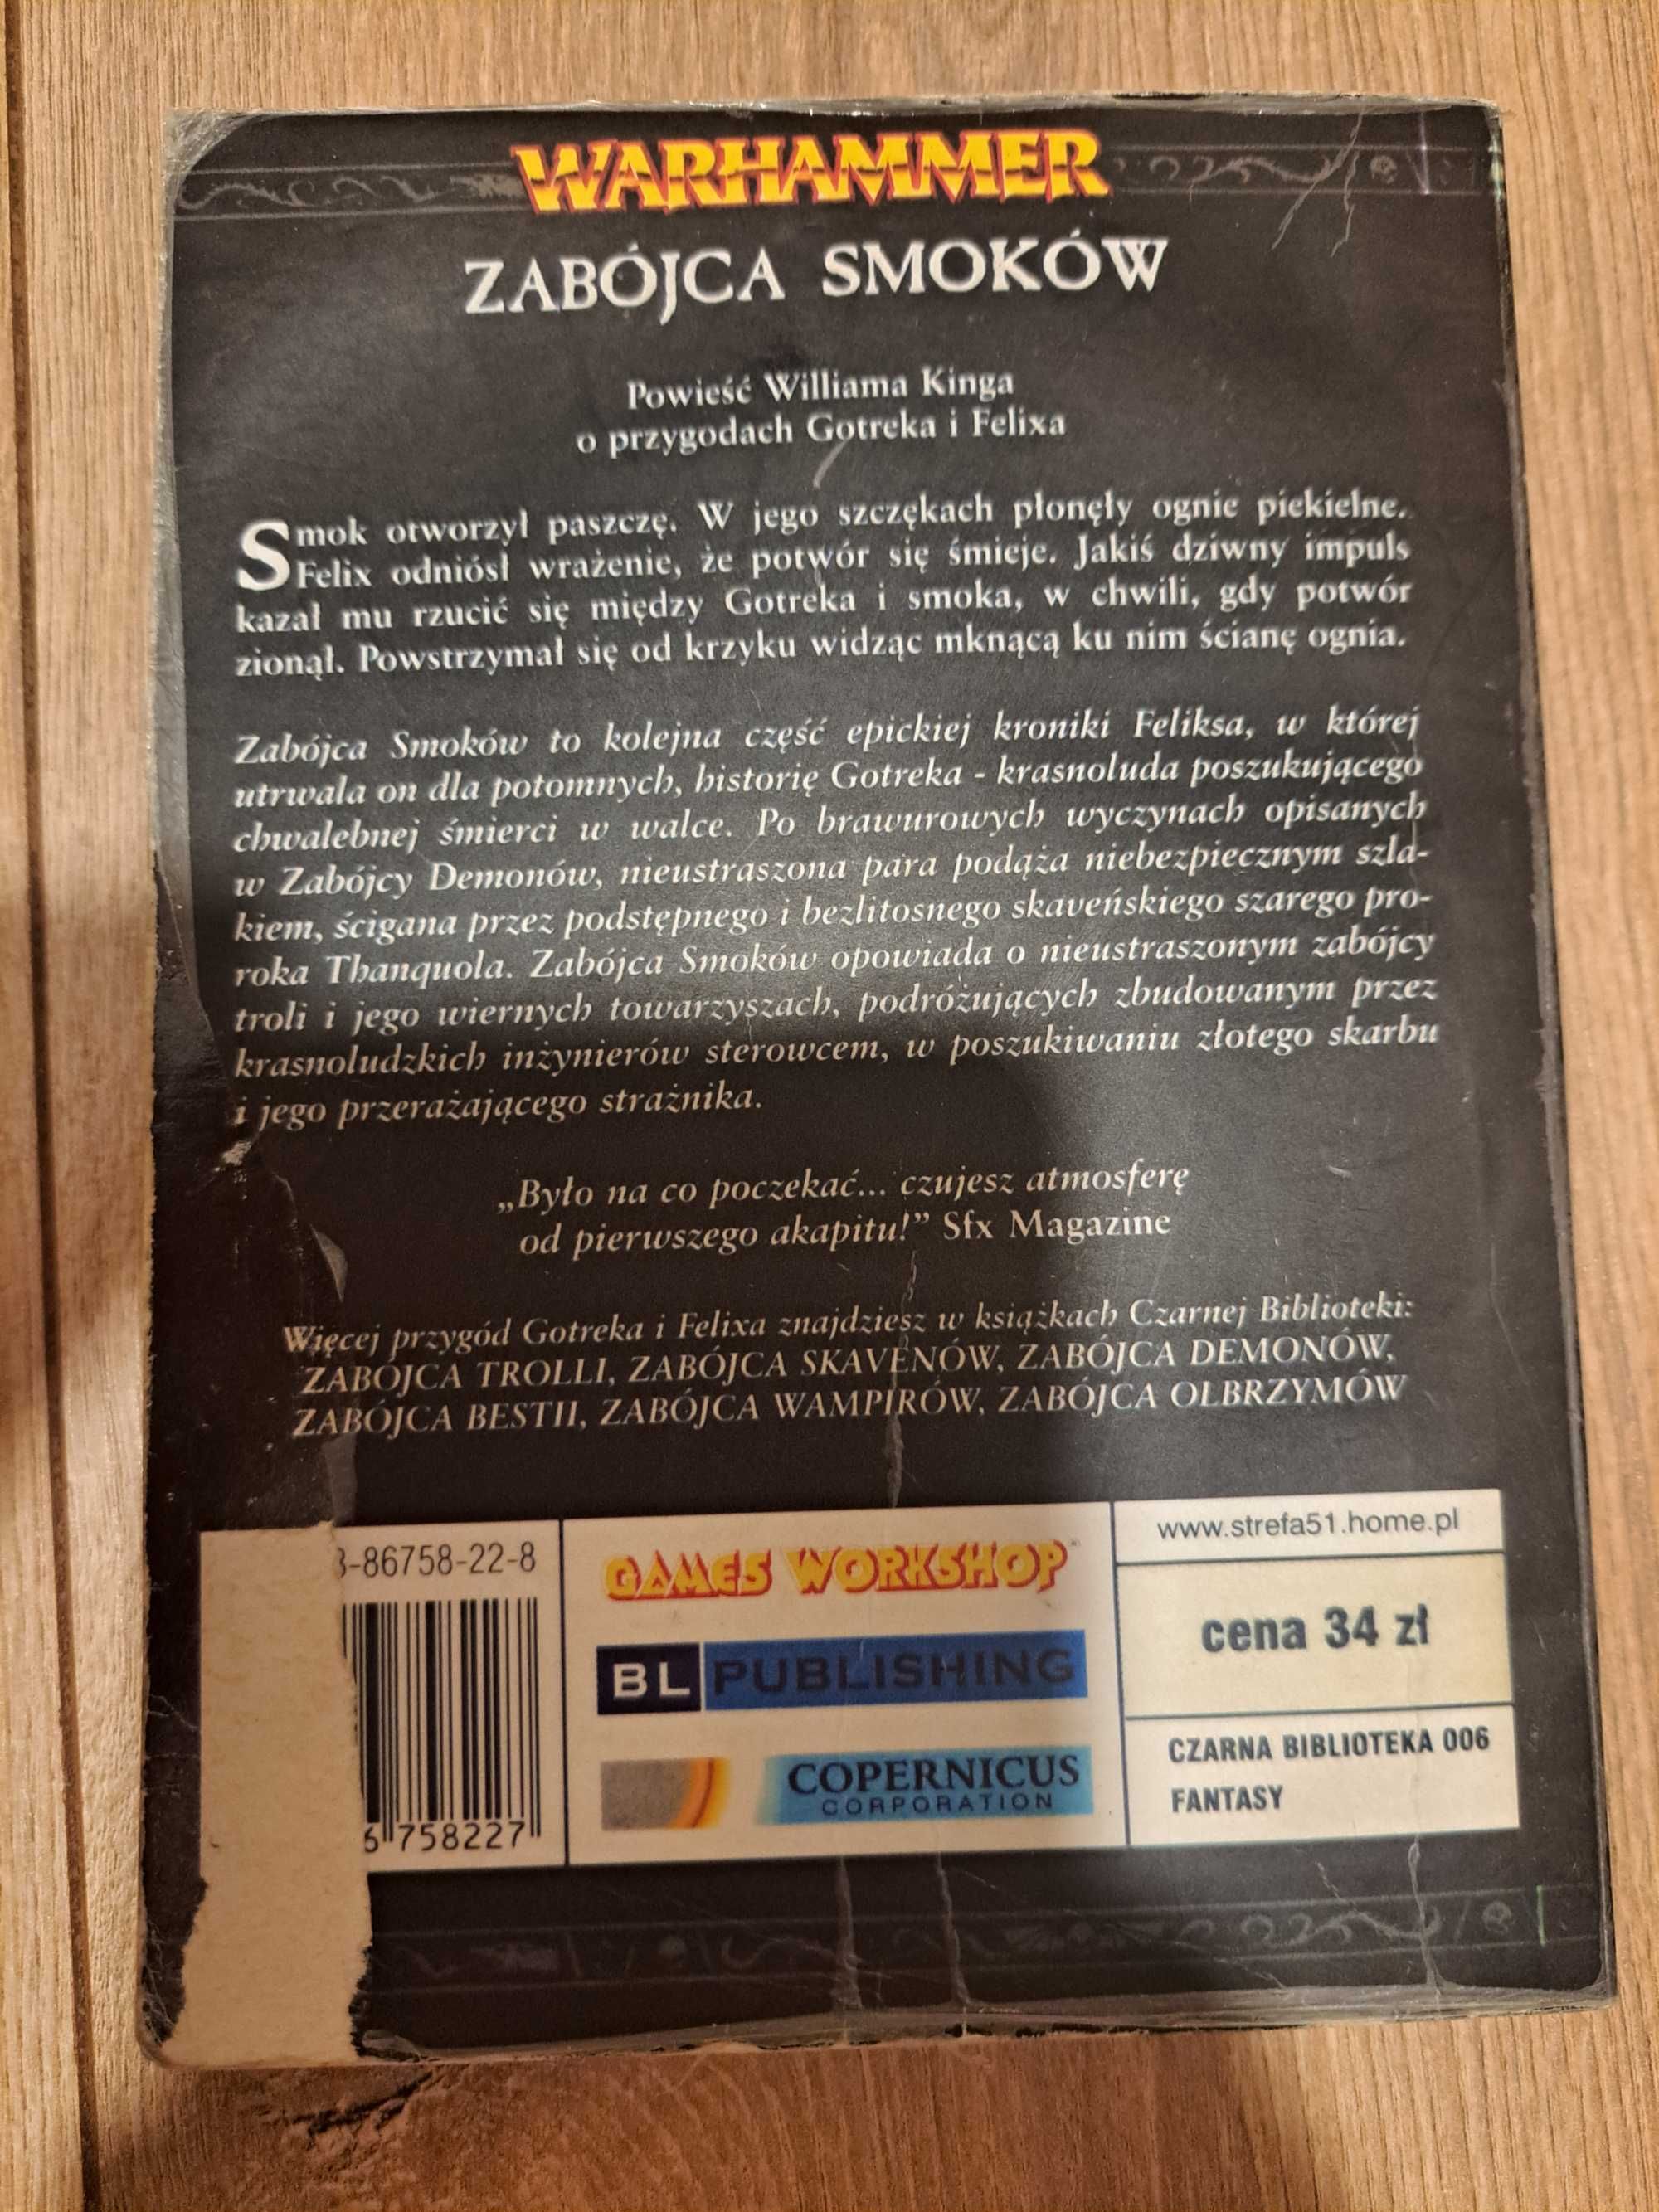 WARHAMMER
ZABÓJCA SMOKÓW
Powieść Williama Kinga
o przygodach Gotreka i Felixa
Smok otworzył paszczę. W jego szczękach płonęły ognie piekielne.
Felix odniósł wrażenie, że potwór się śmieje. Jakiś dziwny impuls
kazał mu rzucić się między Gotreka i smoka, w chwili, gdy potwór
zionął. Powstrzymał się od krzyku widząc mknącą ku nim ścianę ognia.
Zabójca Smoków to kolejna część epickiej kroniki Feliksa, w której
utrwala on dla potomnych, historię Gotreka - krasnoluda poszukującego
chwalebnej śmierci w walce. Po brawurowych wyczynach opisanych
w Zabójcy Demonów, nieustraszona para podąża niebezpiecznym szla-
kiem, ścigana przez podstępnego i bezlitosnego skaveńskiego szarego pro-
roka Thanquola. Zabójca Smoków opowiada o nieustraszonym zabójcy
troli i jego wiernych towarzyszach, podróżujących zbudowanym przez
krasnoludzkich inżynierów sterowcem, w poszukiwaniu złotego skarbu
i jego przerażającego strażnika.
„Było na co poczekać... czujesz atmosferę
od pierwszego akapitu!” Sfx Magazine
Więcej przygód Gotreka i Felixa znajdziesz w książkach Czarnej Biblioteki:
ZABÓJCA TROLLI, ZABÓJCA SKAVENÓW, ZABÓJCA DEMONÓW,
ZABÓJCA BESTII, ZABÓJCA WAMPIRÓW, ZABÓJCA OLBRZYMÓW
3-86758-22-8
6 758227
GAMES WORKSHOP
BL PUBLISHING
COPERNICUS
CORPORATION
www.strefa51.home.pl
cena 34 zł
CZARNA BIBLIOTEKA 006
FANTASY